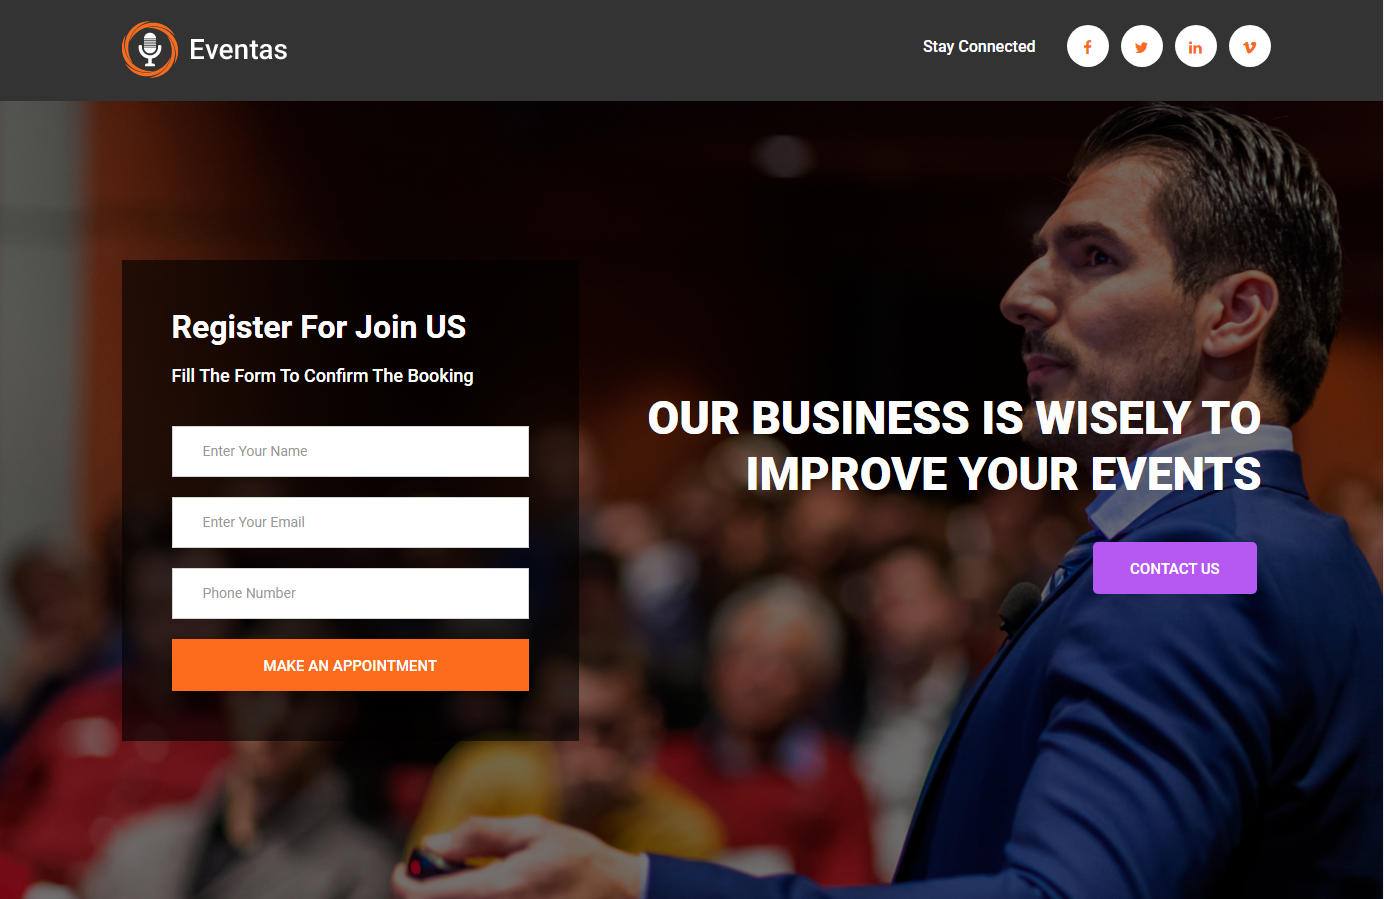 Eventas
Stay Connected
Register For Join US
Fill The Form To Confirm The Booking
Enter Your Name
Enter Your Email
Phone Number
MAKE AN APPOINTMENT
OUR BUSINESS IS WISELY TO
IMPROVE YOUR EVENTS
CONTACT US